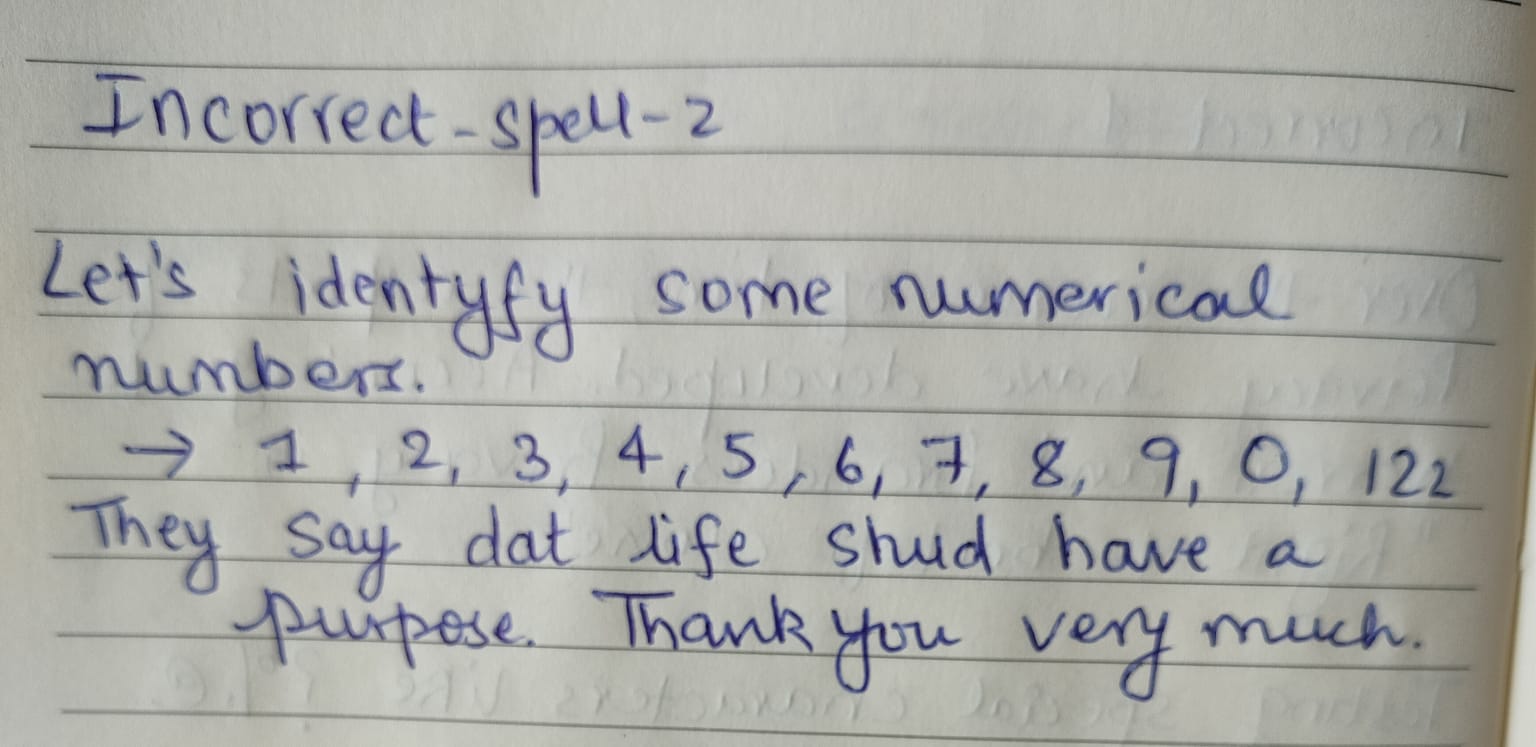 Incorrect-spell-2
Let's identyfy some numerical
numbers.
→ 1, 2, 3, 4, 5, 6, 7, 8, 9, 0, 122
They say dat life shud have a
purpose. Thank you very much.